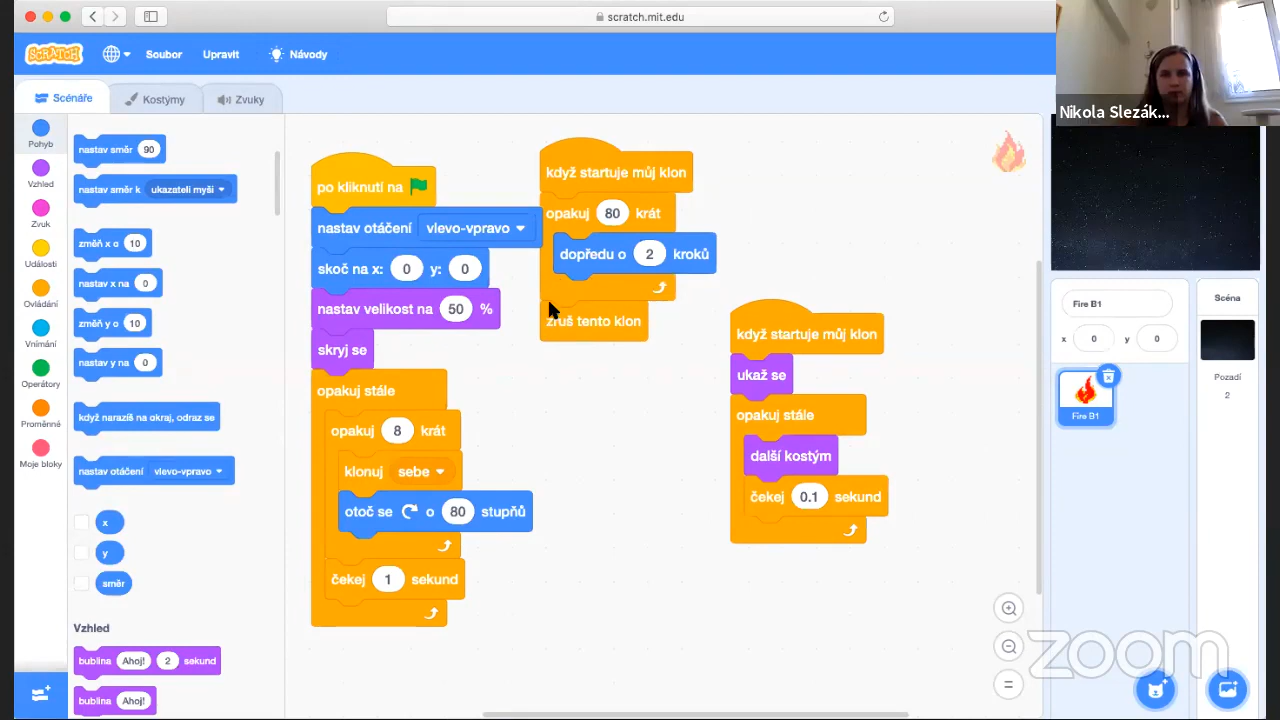 scratch.mit.edu
SCRATCH
Soubor
Upravit
Návody
Scénáře
Kostýmy
Zvuky
Nikola Slezák...
Pohyb
Vzhled
Zvuk
Události
Ovládání
Vnímání
Operátory
Proměnné
Moje bloky
nastav směr 90
nastav směr k ukazateli myši
změň x o 10
nastav x na 0
změň y o 10
nastav y na 0
když narazíš na okraj, odraz se
nastav otáčení vlevo-vpravo
x
y
směr
Vzhled
bublina Ahoj! 2 sekund
bublina Ahoj!
po kliknutí na
nastav otáčení vlevo-vpravo
skoč na x: 0 y: 0
nastav velikost na 50 %
skryj se
opakuj stále
opakuj 8 krát
klonuj sebe
otoč se o 80 stupňů
čekej 1 sekund
když startuje můj klon
opakuj 80 krát
dopředu o 2 kroků
zruš tento klon
když startuje můj klon
ukaž se
opakuj stále
další kostým
čekej 0.1 sekund
Fire B1
x 0 y 0
Fire B1
Scéna
Pozadí
2
zoom